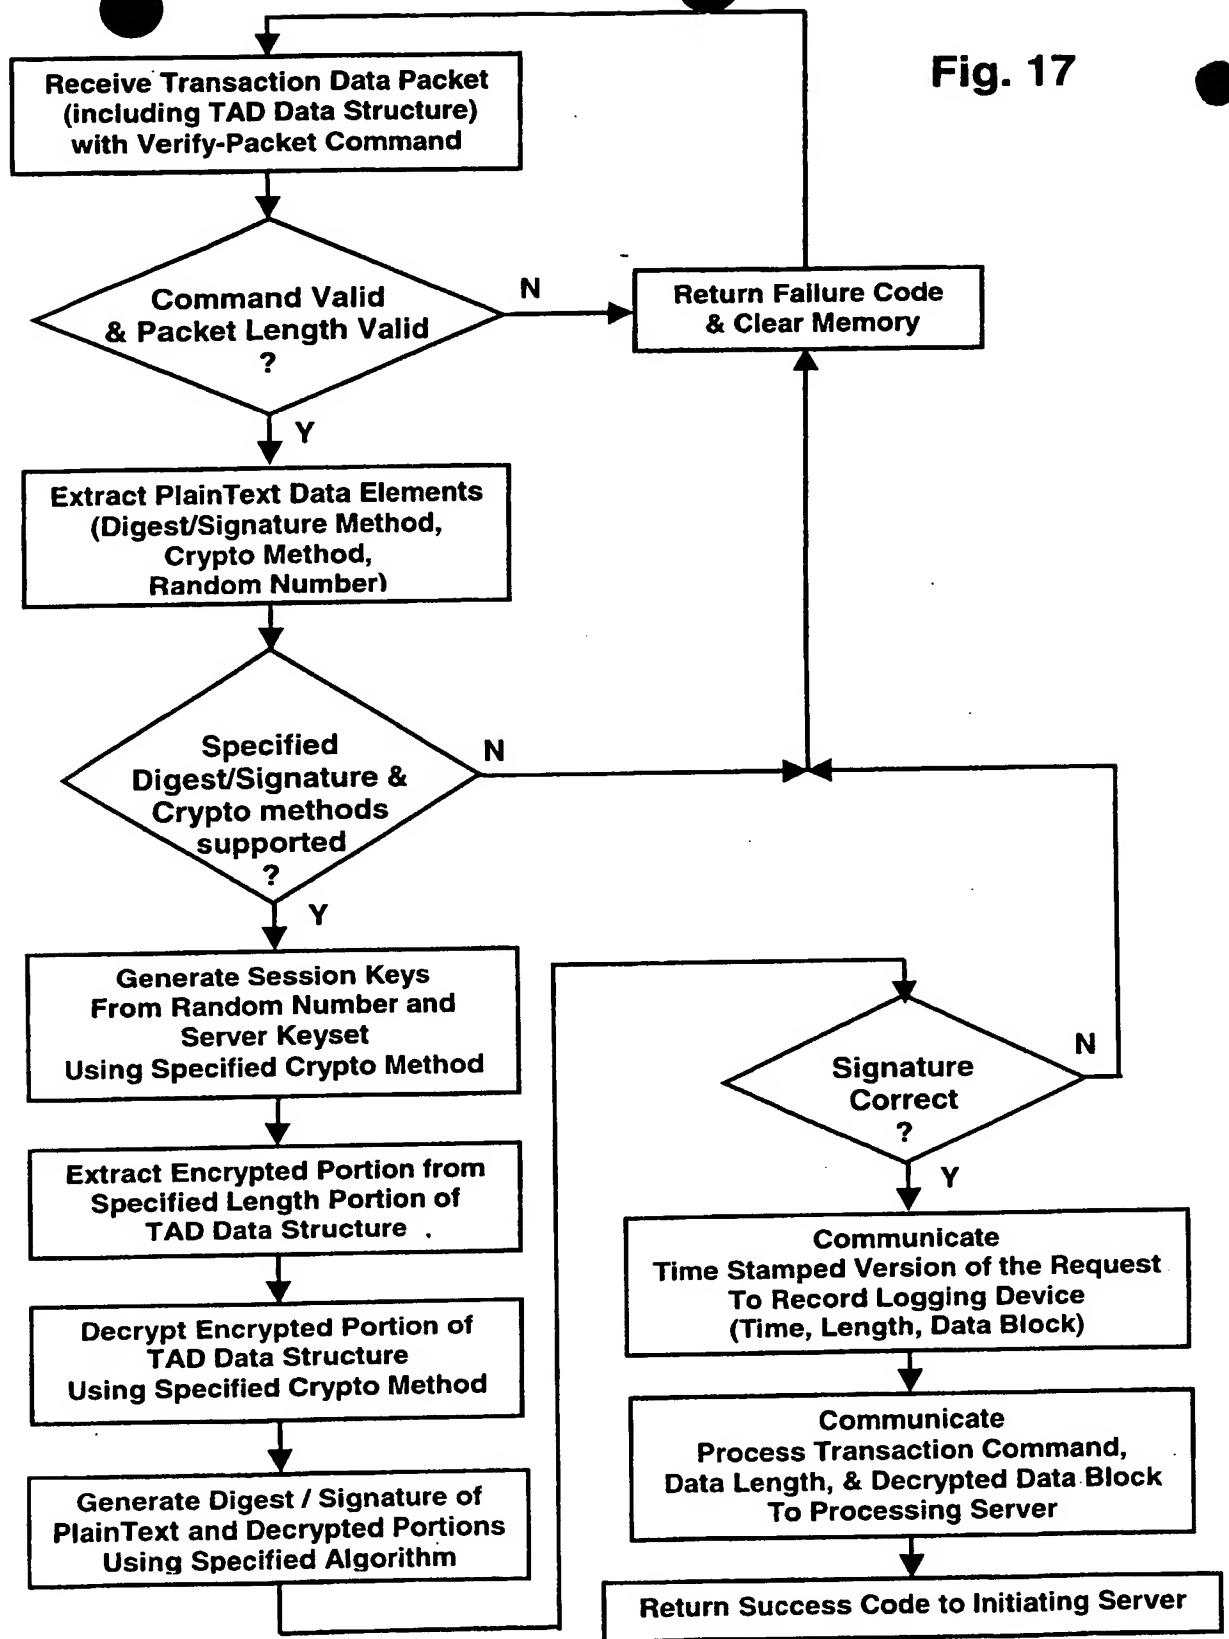 Fig. 17
Receive Transaction Data Packet
(including TAD Data Structure)
with Verify-Packet Command
Command Valid
& Packet Length Valid
?
N
Return Failure Code
& Clear Memory
Y
Extract PlainText Data Elements
(Digest/Signature Method,
Crypto Method,
Random Number)
Specified
Digest/Signature &
Crypto methods
supported
?
N
Y
Generate Session Keys
From Random Number and
Server Keyset
Using Specified Crypto Method
Extract Encrypted Portion from
Specified Length Portion of
TAD Data Structure
Decrypt Encrypted Portion of
TAD Data Structure
Using Specified Crypto Method
Generate Digest / Signature of
PlainText and Decrypted Portions
Using Specified Algorithm
Signature
Correct
?
N
Y
Communicate
Time Stamped Version of the Request
To Record Logging Device
(Time, Length, Data Block)
Communicate
Process Transaction Command,
Data Length, & Decrypted Data Block
To Processing Server
Return Success Code to Initiating Server